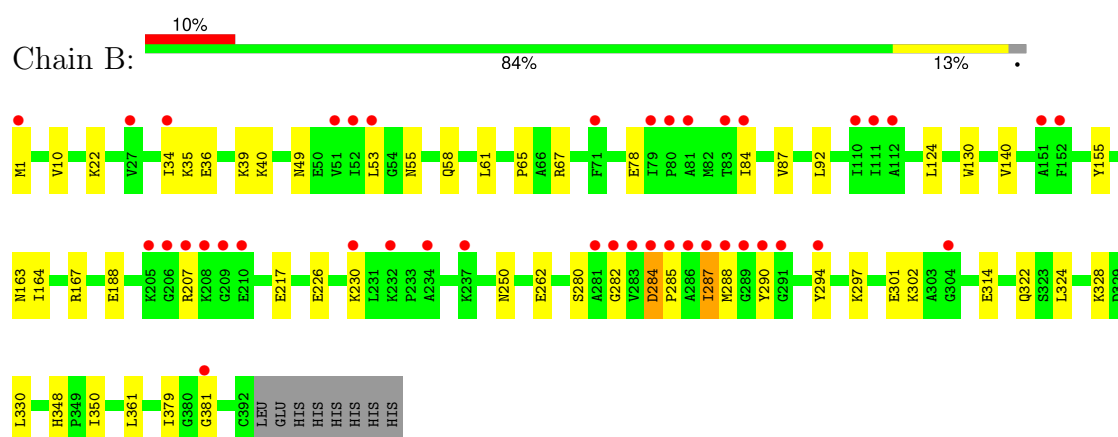 10%
Chain B:
84%
13%
M1 V10 K22 V27 I34 K35 E36 K39 K40 N49 E50 V51 I52 L53 G54 N55 Q58 L61 P65 A66 R67 F71 E78 I79 P80 A81 M82 T83 I84 V87 L92 I110 I111 A112 L124 W130 V140 A151 F152 Y155
N163 I164 R167 E188 K205 G206 R207 K208 G209 E210 E217 E226 K230 L231 K232 P233 A234 K237 N250 E262 S280 A281 G282 V283 D284 P285 A286 I287 M288 G289 Y290 G291 Y294 K297 E301 K302 A303 G304 E314 Q322 S323 L324 K328 D329
L330 H348 P349 I350 L361 I379 G380 G381 C392 LEU GLU HIS HIS HIS HIS HIS HIS